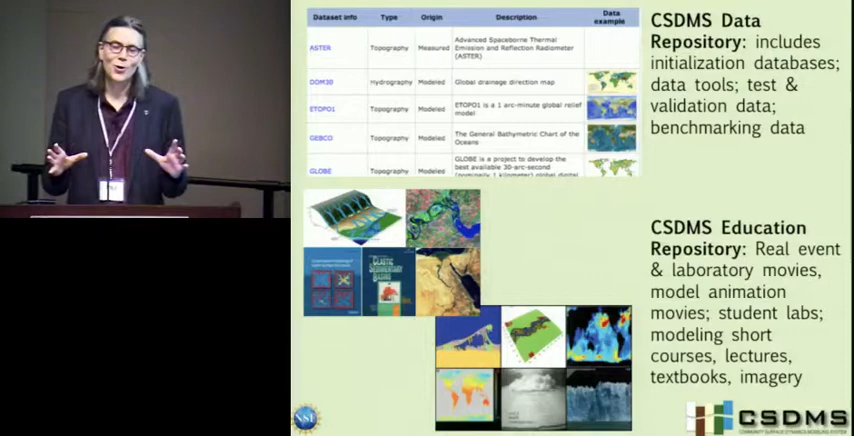 Dataset info Type Origin Description Data example
ASTER Topography Measured Advanced Spaceborne Thermal Emission and Reflection Radiometer (ASTER)
DDM30 Hydrography Modeled Global drainage direction map
ETOPO1 Topography Modeled ETOPO1 is a 1 arc-minute global relief model
GEBCO Topography Modeled The General Bathymetric Chart of the Oceans
GLOBE Topography Modeled GLOBE is a project to develop the best available 30-arc-second (nominally 1 kilometer) global digital
CSDMS Data
Repository: includes
initialization databases;
data tools; test &
validation data;
benchmarking data
CLASTIC
SEDIMENTARY
BASINS
CSDMS Education
Repository: Real event
& laboratory movies,
model animation
movies; student labs;
modeling short
courses, lectures,
textbooks, imagery
NSF
CSDMS
COMMUNITY SURFACE DYNAMICS MODELING SYSTEM